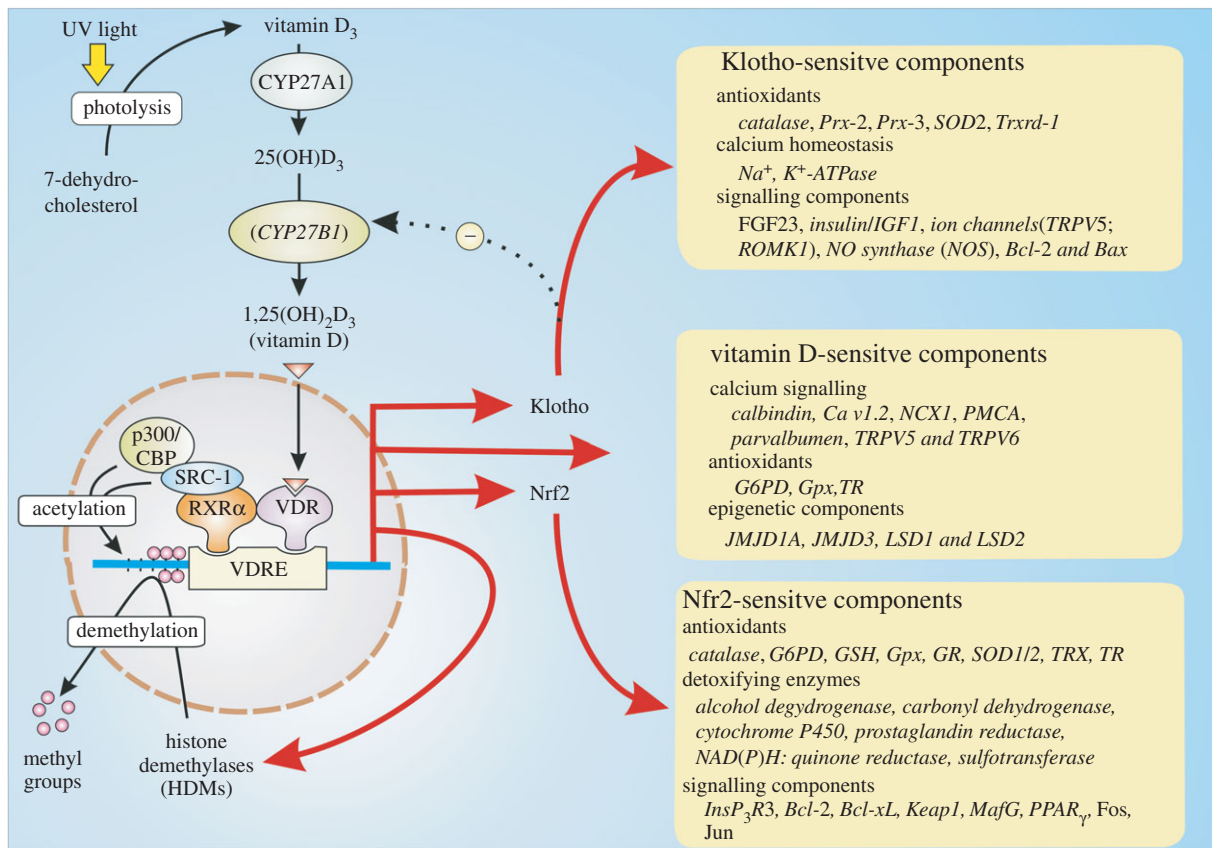 UV light
photolysis
7-dehydro-
cholesterol
vitamin D3
CYP27A1
25(OH)D3
(CYP27B1)
–
1,25(OH)2D3
(vitamin D)
p300/
CBP
SRC-1
RXRα
VDR
acetylation
VDRE
demethylation
methyl
groups
histone
demethylases
(HDMs)
Klotho
Nrf2
Klotho-sensitve components
antioxidants
catalase, Prx-2, Prx-3, SOD2, Trxrd-1
calcium homeostasis
Na+, K+-ATPase
signalling components
FGF23, insulin/IGF1, ion channels(TRPV5;
ROMK1), NO synthase (NOS), Bcl-2 and Bax
vitamin D-sensitve components
calcium signalling
calbindin, Ca v1.2, NCX1, PMCA,
parvalbumen, TRPV5 and TRPV6
antioxidants
G6PD, Gpx,TR
epigenetic components
JMJD1A, JMJD3, LSD1 and LSD2
Nfr2-sensitve components
antioxidants
catalase, G6PD, GSH, Gpx, GR, SOD1/2, TRX, TR
detoxifying enzymes
alcohol degydrogenase, carbonyl dehydrogenase,
cytochrome P450, prostaglandin reductase,
NAD(P)H: quinone reductase, sulfotransferase
signalling components
InsP3R3, Bcl-2, Bcl-xL, Keap1, MafG, PPARγ, Fos,
Jun